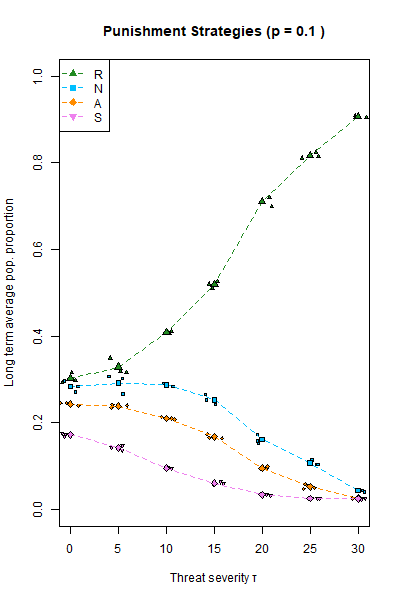 Punishment Strategies (p = 0.1 )
R
N
A
S
Long term average pop. proportion
1.0
0.8
0.6
0.4
0.2
0.0
0 5 10 15 20 25 30
Threat severity τ